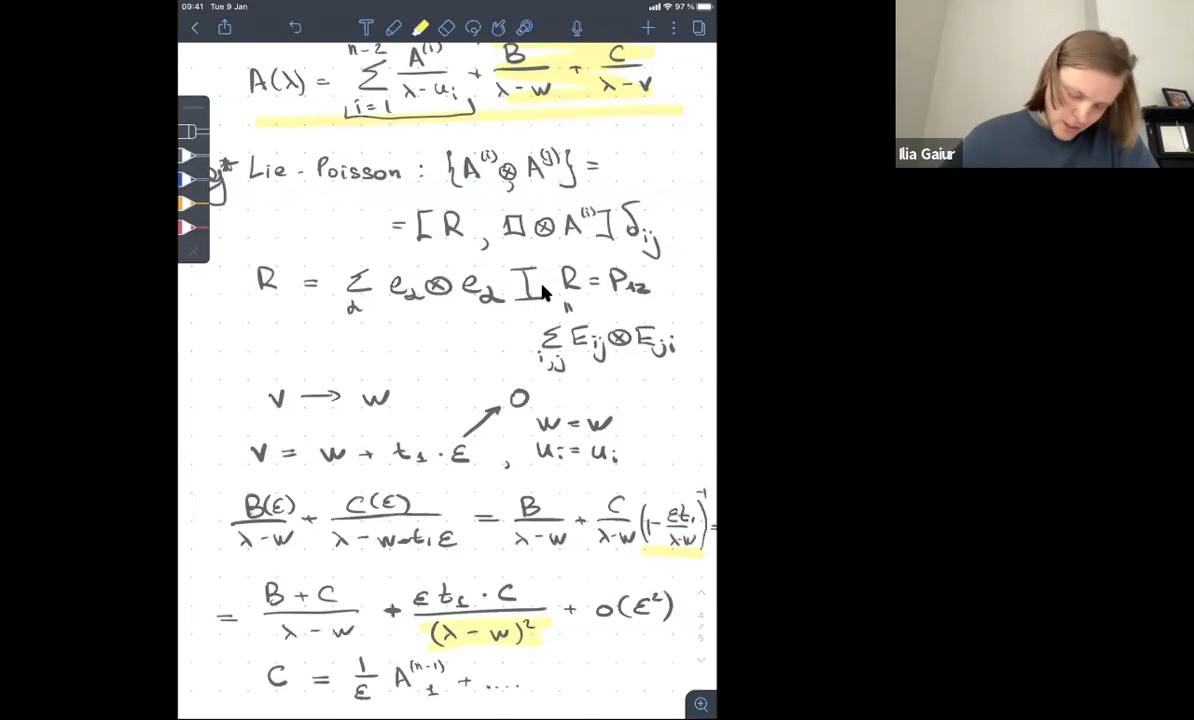 09:41 Tue 9 Jan 97 %
A(λ) = Σ_{i=1}^{n-2} A^{(i)}/(λ - u_i) + B/(λ - w) + C/(λ - v)
* Lie - Poisson : {A^{(i)} ⊗, A^{(j)}} =
= [R , 𝟙 ⊗ A^{(i)}] δ_{ij}
R = Σ_α e_α ⊗ e_α I R = P_{12}
Σ_{i,j}^{n} E_{ij} ⊗ E_{ji}
v → w
0
w = w
v = w + t_1 · ε , u_i = u_i
B(ε)/(λ - w) + C(ε)/(λ - w - t_1 ε) = B/(λ - w) + C/(λ - w) (1 - εt_1/(λ - w))^{-1} =
= (B + C)/(λ - w) + (ε t_1 · C)/(λ - w)^2 + o(ε^2)
C = 1/ε A_1^{(n-1)} + ....
4 / 5
Ilia Gaiur